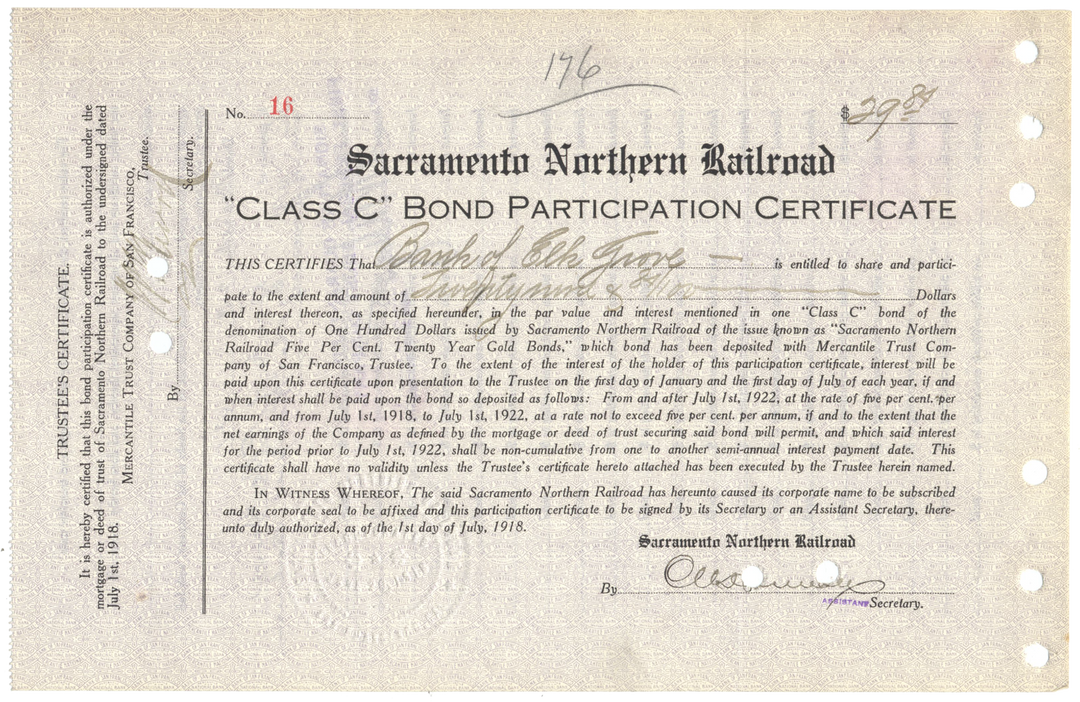 176
No. 16
$ 29 84
Sacramento Northern Railroad
“CLASS C” BOND PARTICIPATION CERTIFICATE
THIS CERTIFIES That Bank of Elk Grove — is entitled to share and partici-
pate to the extent and amount of Twentynine & 84/100 — Dollars
and interest thereon, as specified hereunder, in the par value and interest mentioned in one “Class C” bond of the
denomination of One Hundred Dollars issued by Sacramento Northern Railroad of the issue known as “Sacramento Northern
Railroad Five Per Cent. Twenty Year Gold Bonds,” which bond has been deposited with Mercantile Trust Com-
pany of San Francisco, Trustee. To the extent of the interest of the holder of this participation certificate, interest will be
paid upon this certificate upon presentation to the Trustee on the first day of January and the first day of July of each year, if and
when interest shall be paid upon the bond so deposited as follows: From and after July 1st, 1922, at the rate of five per cent. per
annum, and from July 1st, 1918, to July 1st, 1922, at a rate not to exceed five per cent. per annum, if and to the extent that the
net earnings of the Company as defined by the mortgage or deed of trust securing said bond will permit, and which said interest
for the period prior to July 1st, 1922, shall be non-cumulative from one to another semi-annual interest payment date. This
certificate shall have no validity unless the Trustee's certificate hereto attached has been executed by the Trustee herein named.
IN WITNESS WHEREOF, The said Sacramento Northern Railroad has hereunto caused its corporate name to be subscribed
and its corporate seal to be affixed and this participation certificate to be signed by its Secretary or an Assistant Secretary, there-
unto duly authorized, as of the 1st day of July, 1918.
Sacramento Northern Railroad
By
ASSISTANT Secretary.
TRUSTEE'S CERTIFICATE.
It is hereby certified that this bond participation certificate is authorized under the
mortgage or deed of trust of Sacramento Northern Railroad to the undersigned dated
July 1st, 1918.
MERCANTILE TRUST COMPANY OF SAN FRANCISCO,
Trustee.
By
Secretary.